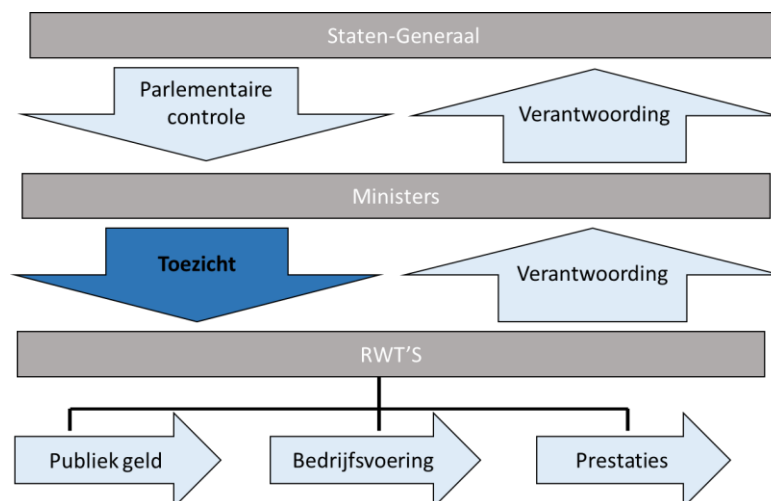 Staten-Generaal
Parlementaire
controle
Verantwoording
Ministers
Toezicht
Verantwoording
RWT'S
Publiek geld
Bedrijfsvoering
Prestaties